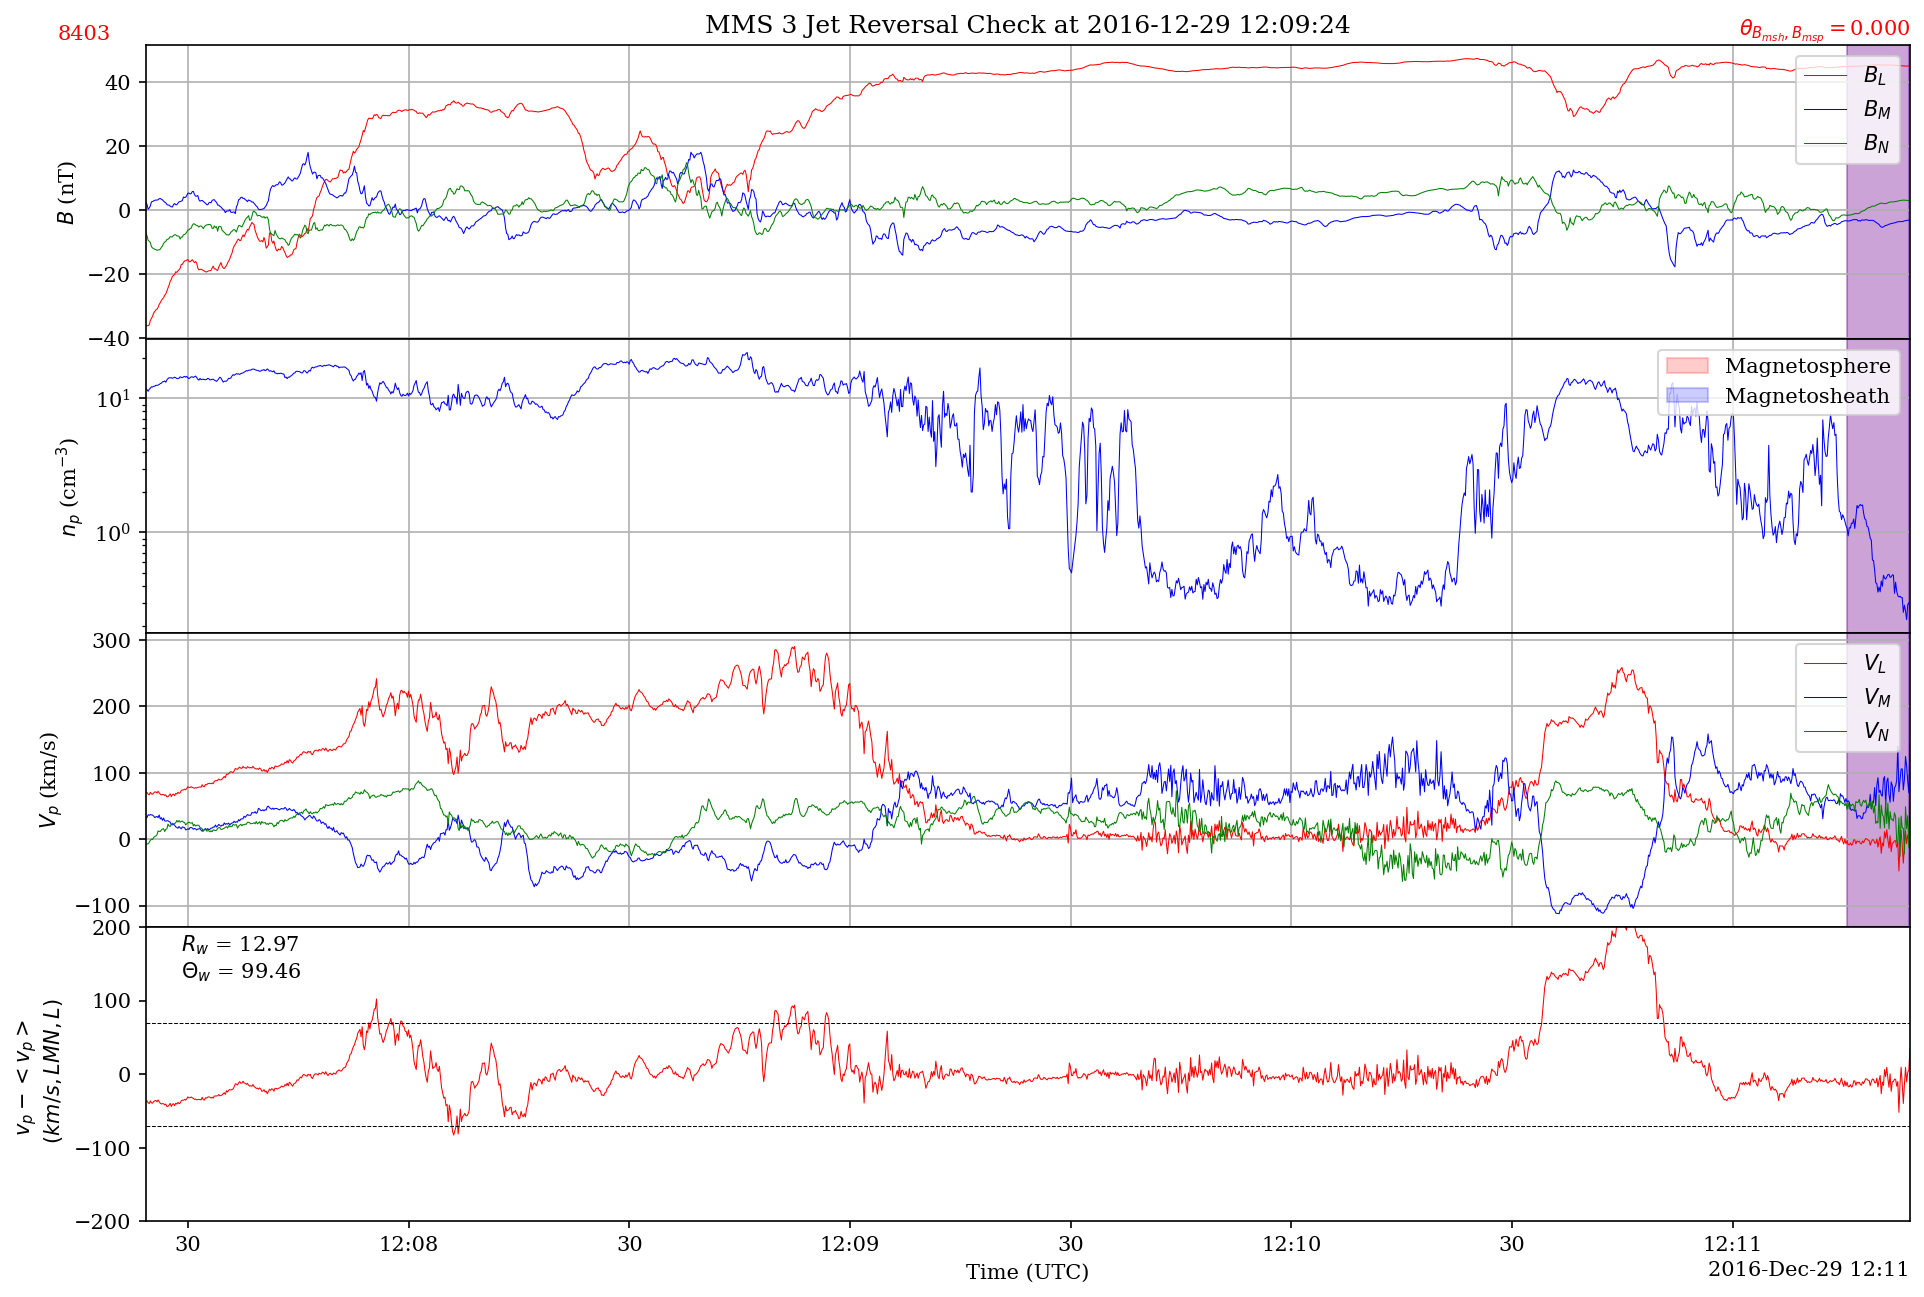 8403
MMS 3 Jet Reversal Check at 2016-12-29 12:09:24
θ_{B_{msh}, B_{msp}} = 0.000
B (nT)
40
20
0
−20
−40
B_L
B_M
B_N
n_p (cm^{−3})
10^1
10^0
Magnetosphere
Magnetosheath
V_p (km/s)
300
200
100
0
−100
V_L
V_M
V_N
v_p − < v_p >
(km/s, LMN, L)
200
100
0
−100
−200
R_w = 12.97
Θ_w = 99.46
30 12:08 30 12:09 30 12:10 30 12:11
Time (UTC)
2016-Dec-29 12:11